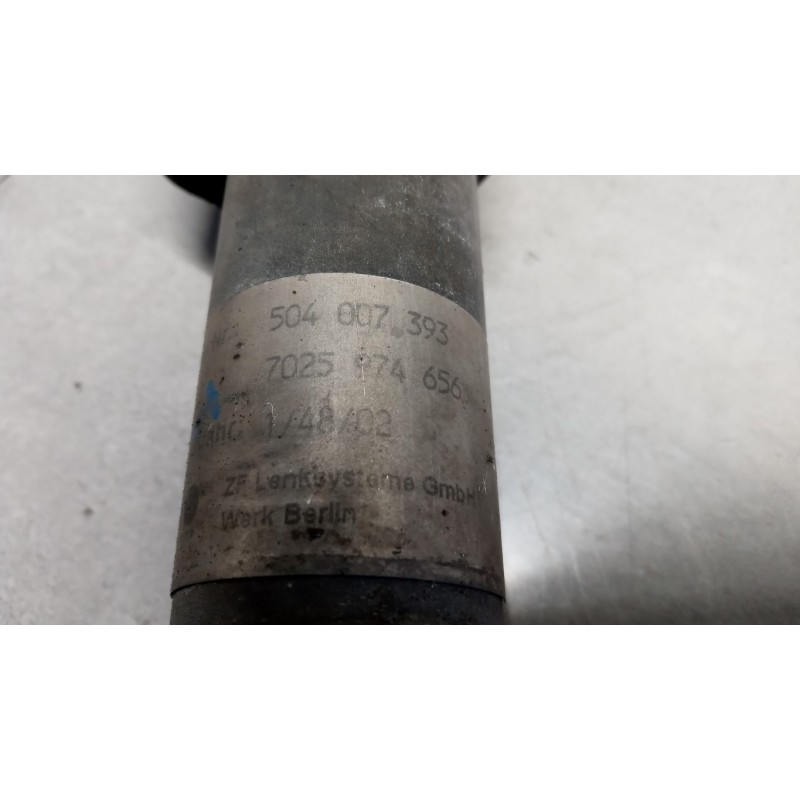 504 007 393
7025 974 656
1/48/02
ZF Lenksysteme GmbH
Werk Berlin